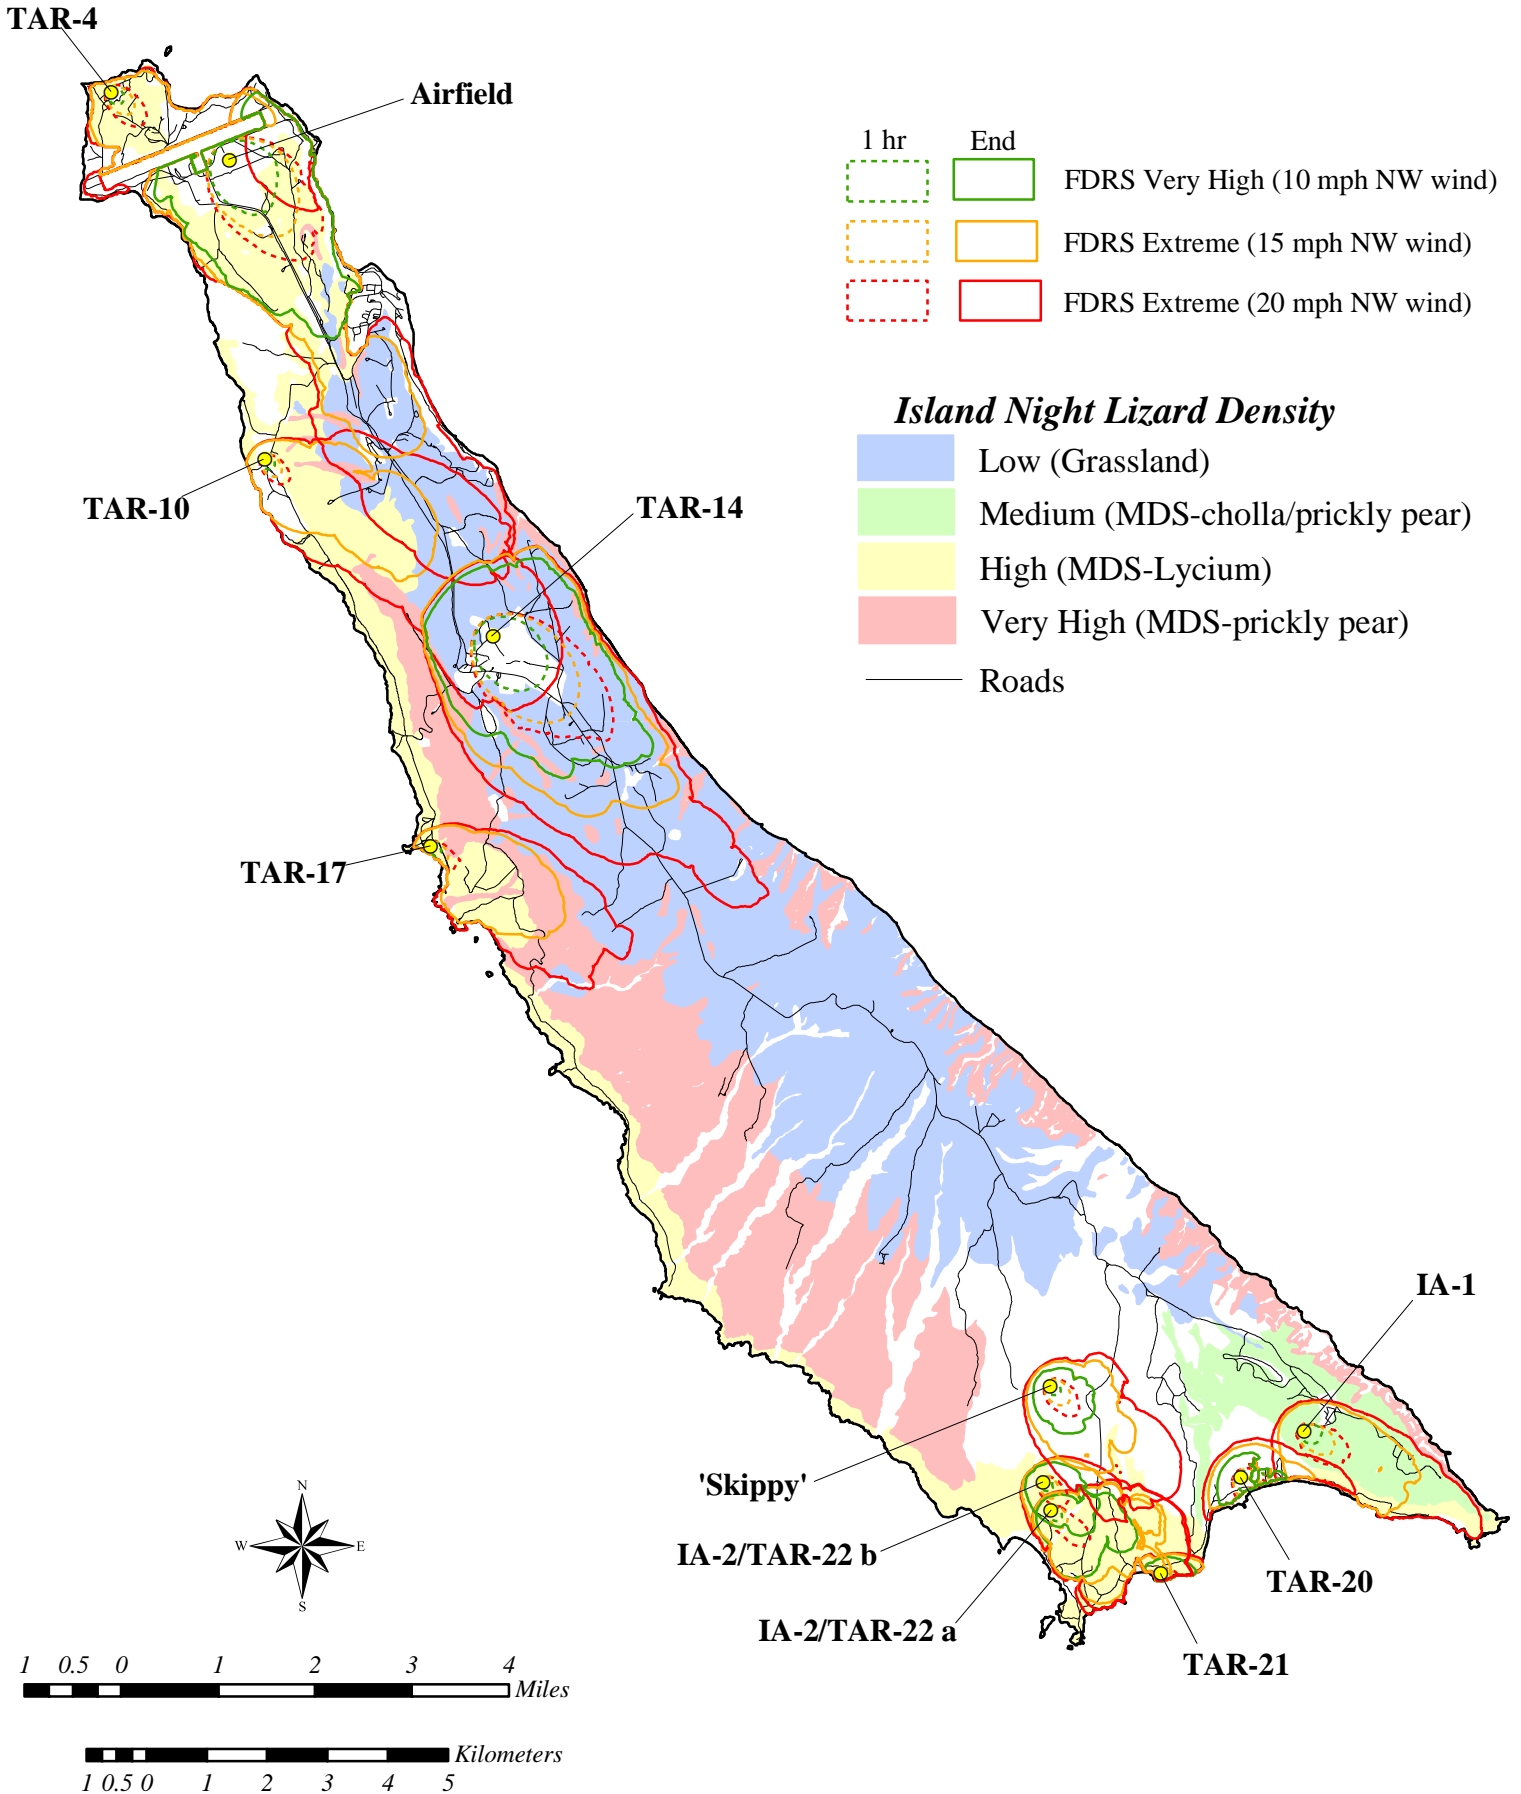 TAR-4
Airfield
1 hr End
FDRS Very High (10 mph NW wind)
FDRS Extreme (15 mph NW wind)
FDRS Extreme (20 mph NW wind)
Island Night Lizard Density
Low (Grassland)
Medium (MDS-cholla/prickly pear)
High (MDS-Lycium)
Very High (MDS-prickly pear)
Roads
TAR-10
TAR-14
TAR-17
IA-1
'Skippy'
IA-2/TAR-22 b
IA-2/TAR-22 a
TAR-20
TAR-21
N
W E
S
1 0.5 0 1 2 3 4
Miles
Kilometers
1 0.5 0 1 2 3 4 5